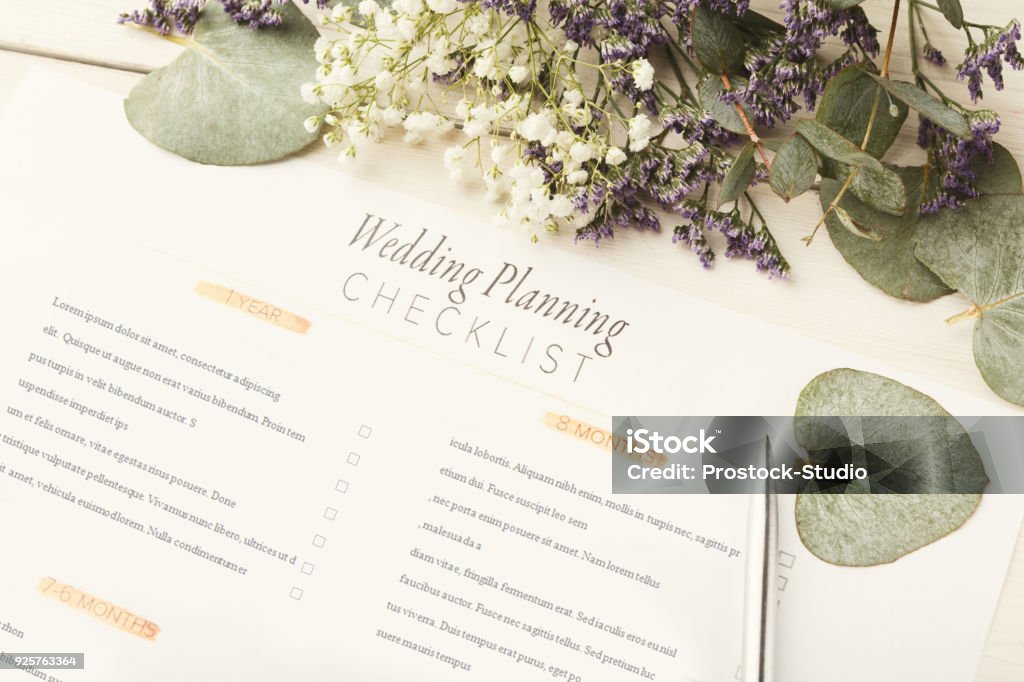 Wedding Planning
CHECKLIST
1 YEAR
Lorem ipsum dolor sit amet, consectetur adipiscing
elit. Quisque ut augue non erat varius bibendum. Proin tem
pus turpis in velit bibendum auctor. S
uspendisse imperdiet ips
um et felis ornare, vitae egestas risus posuere. Done
tristique vulputate pellentesque. Vivamus nunc libero, ultrices ut d
t amet, vehicula euismod lorem. Nulla condimentum er
7-6 MONTHS
thon
bibendum
8 MONTHS
icula lobortis. Aliquam nibh enim, mollis in turpis nec, sagittis pr
etium dui. Fusce suscipit leo sem
, nec porta enim posuere sit amet. Nam lorem tellus
, malesuada a
diam vitae, fringilla fermentum erat. Sed iaculis eros eu
faucibus auctor. Fusce nec sagittis tellus. Sed fermentum
tus viverra. Duis tempus erat purus, eget po
suere mauris tempus
iStock™
Credit: Prostock-Studio
925763364